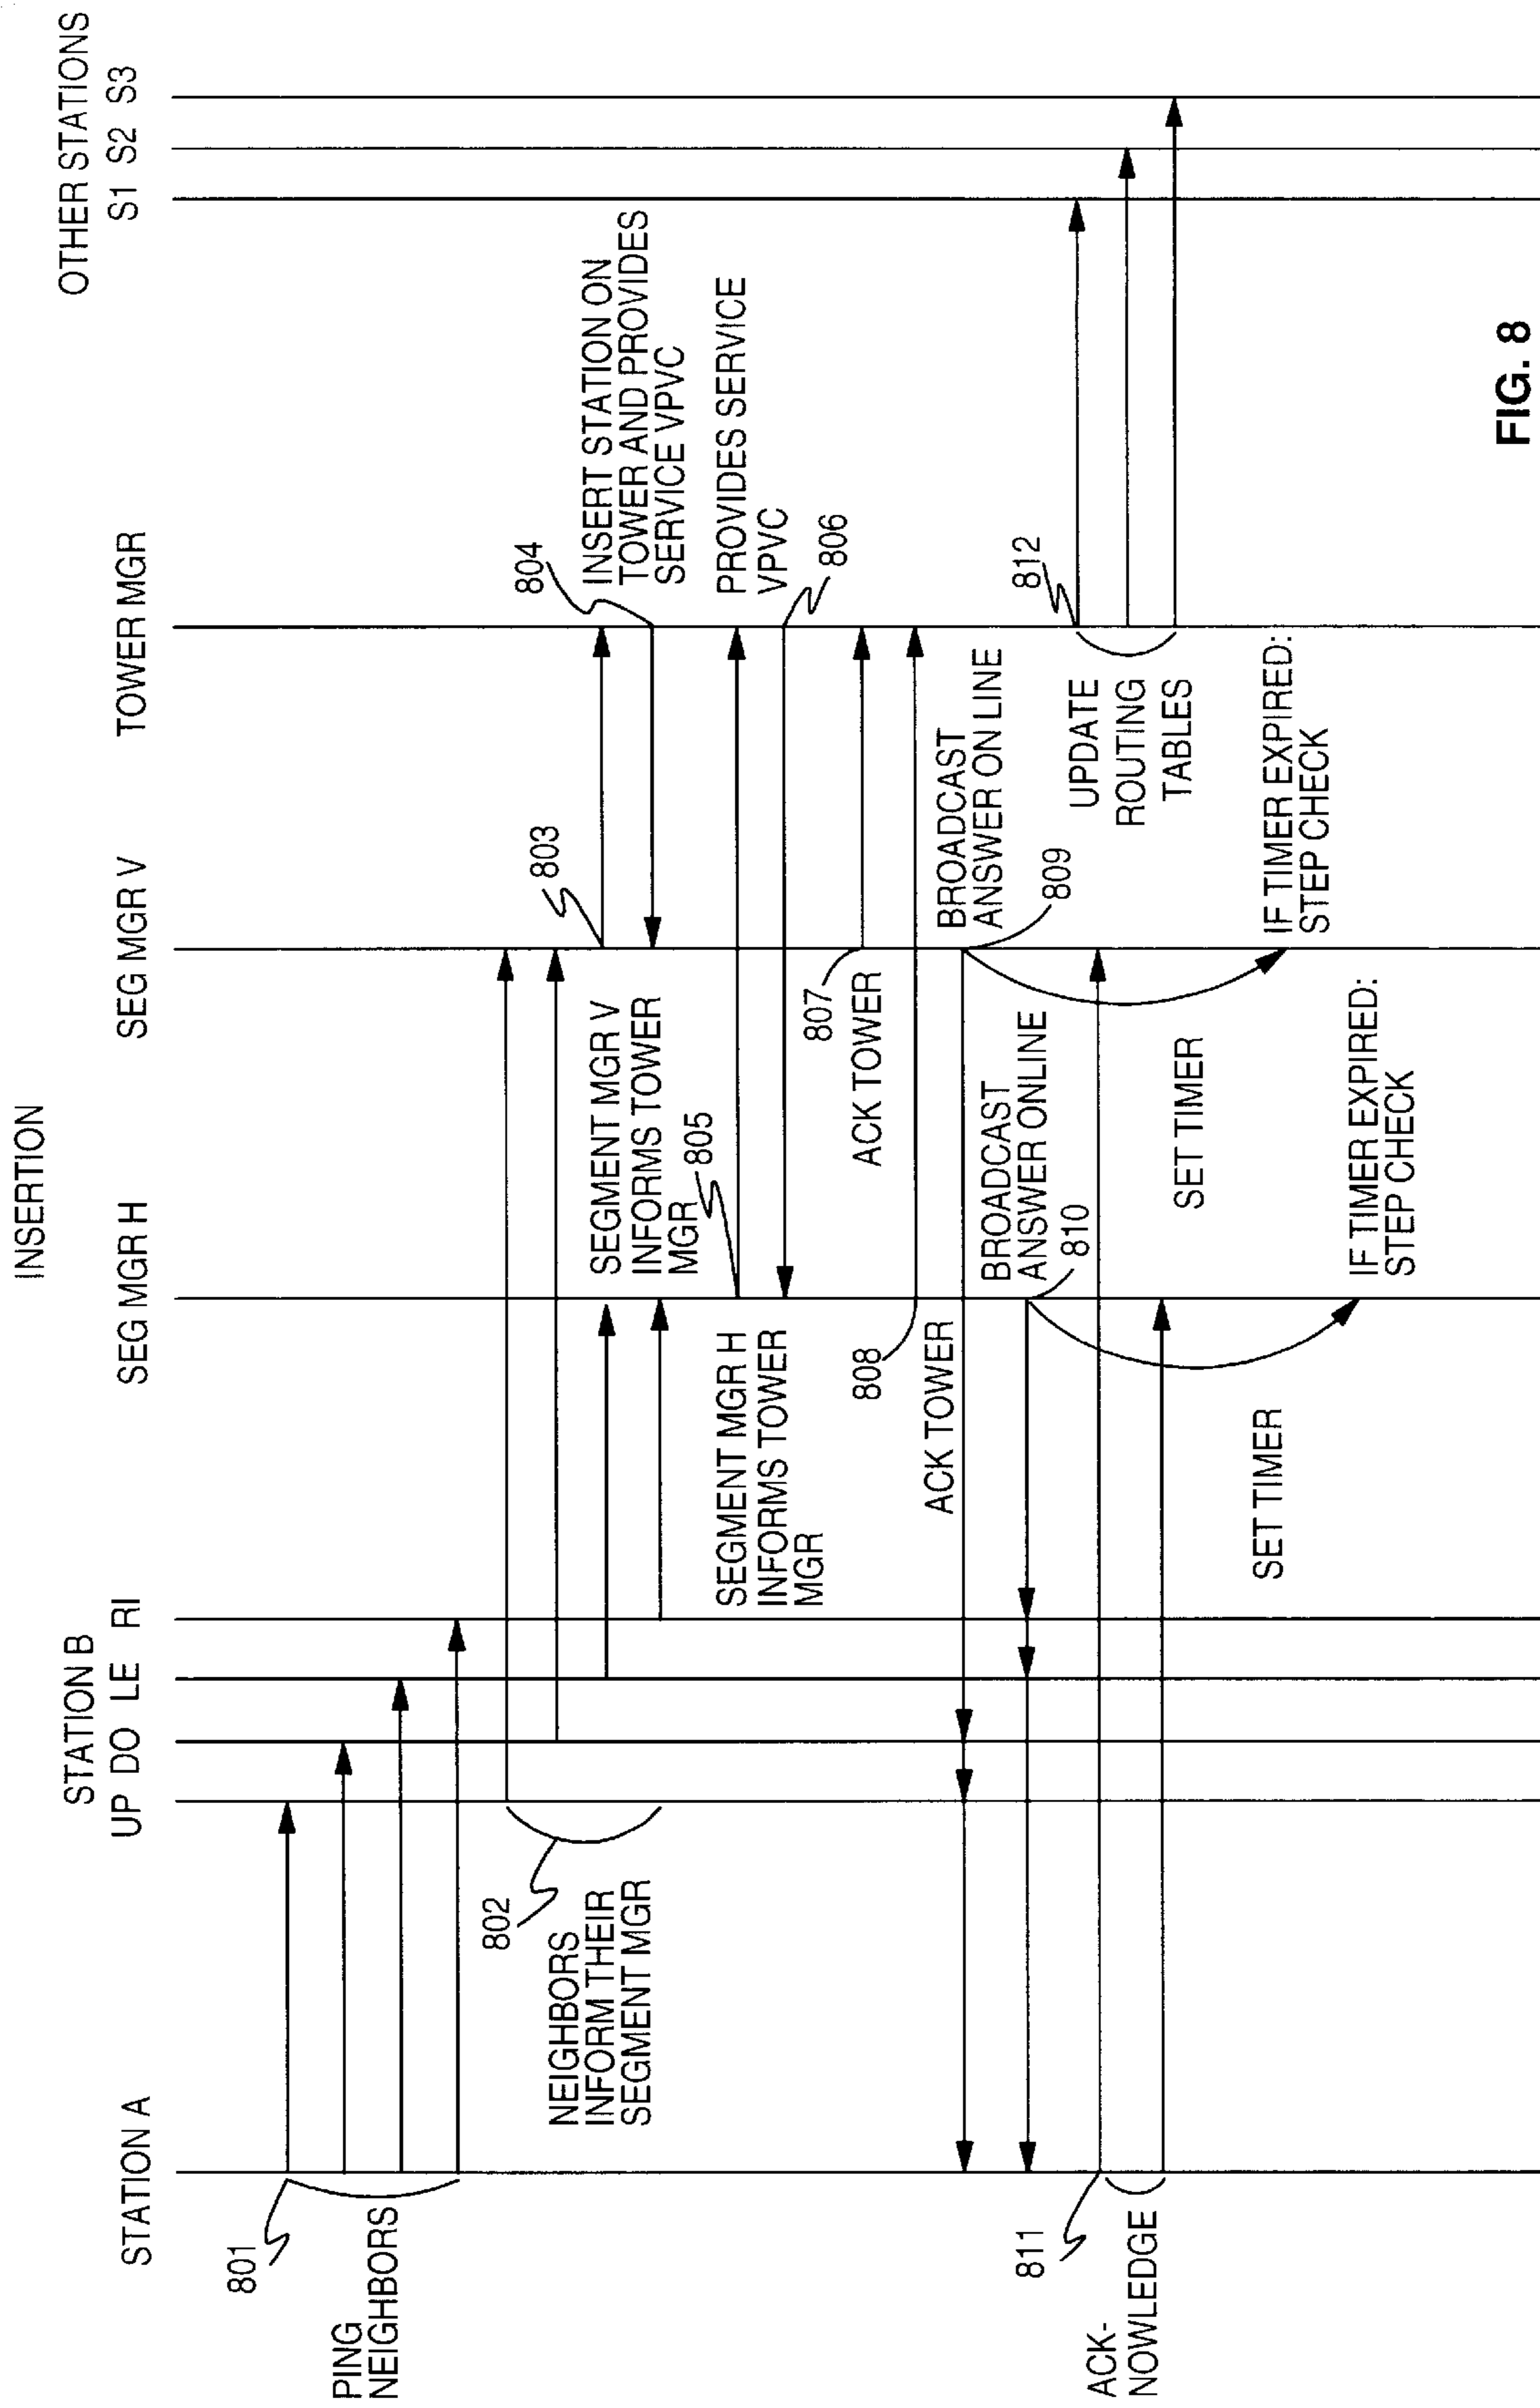 INSERTION
STATION A
STATION B
UP DO LE RI
SEG MGR H
SEG MGR V
TOWER MGR
OTHER STATIONS
S1 S2 S3
801
PING
NEIGHBORS
802
NEIGHBORS
INFORM THEIR
SEGMENT MGR
803
804
INSERT STATION ON
TOWER AND PROVIDES
SERVICE VPVC
SEGMENT MGR V
INFORMS TOWER
MGR
805
SEGMENT MGR H
INFORMS TOWER
MGR
PROVIDES SERVICE
VPVC
806
807
ACK TOWER
808
ACK TOWER
BROADCAST
ANSWER ON LINE
809
BROADCAST
ANSWER ONLINE
810
811
ACK-
NOWLEDGE
812
UPDATE
ROUTING
TABLES
SET TIMER
IF TIMER EXPIRED:
STEP CHECK
SET TIMER
IF TIMER EXPIRED:
STEP CHECK
FIG. 8